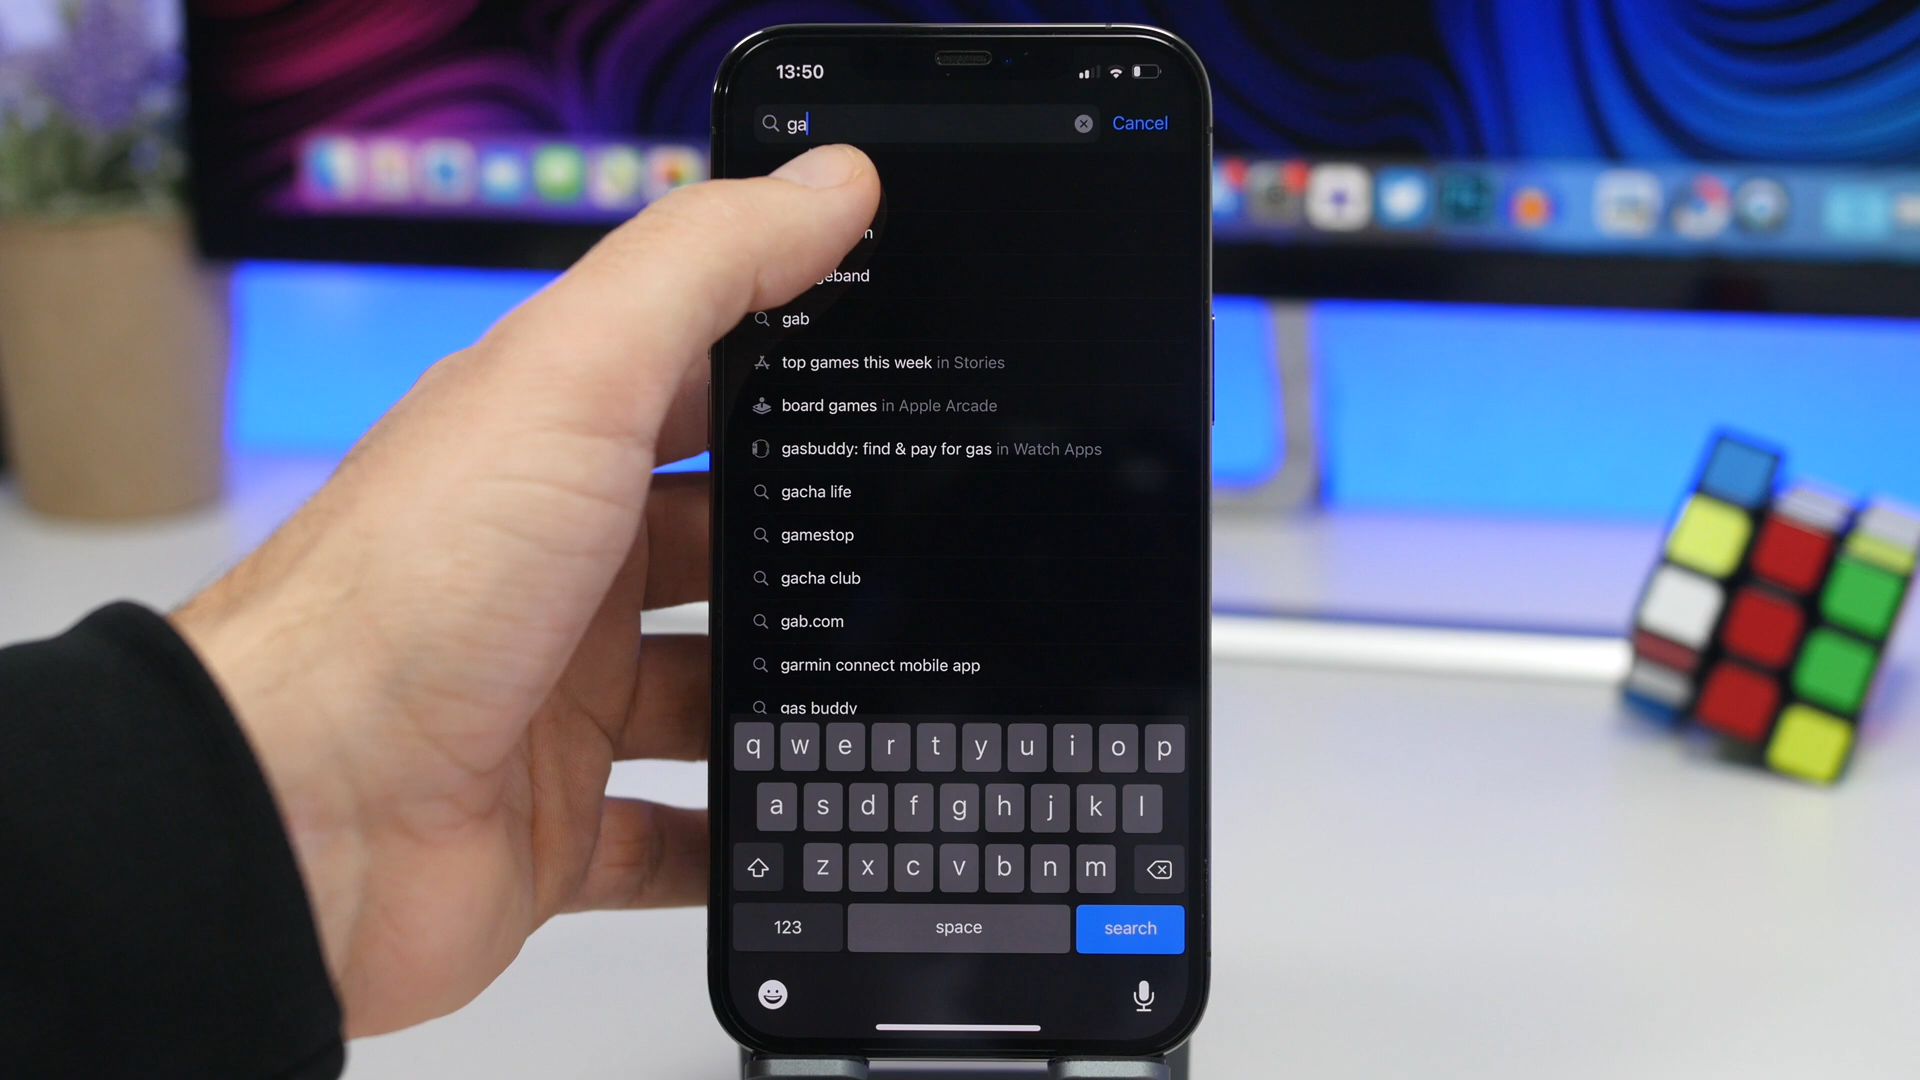 13:50
ga
Cancel
gab
top games this week in Stories
board games in Apple Arcade
gasbuddy: find & pay for gas in Watch Apps
gacha life
gamestop
gacha club
gab.com
garmin connect mobile app
gas buddy
q w e r t y u i o p
a s d f g h j k l
z x c v b n m
123 space search